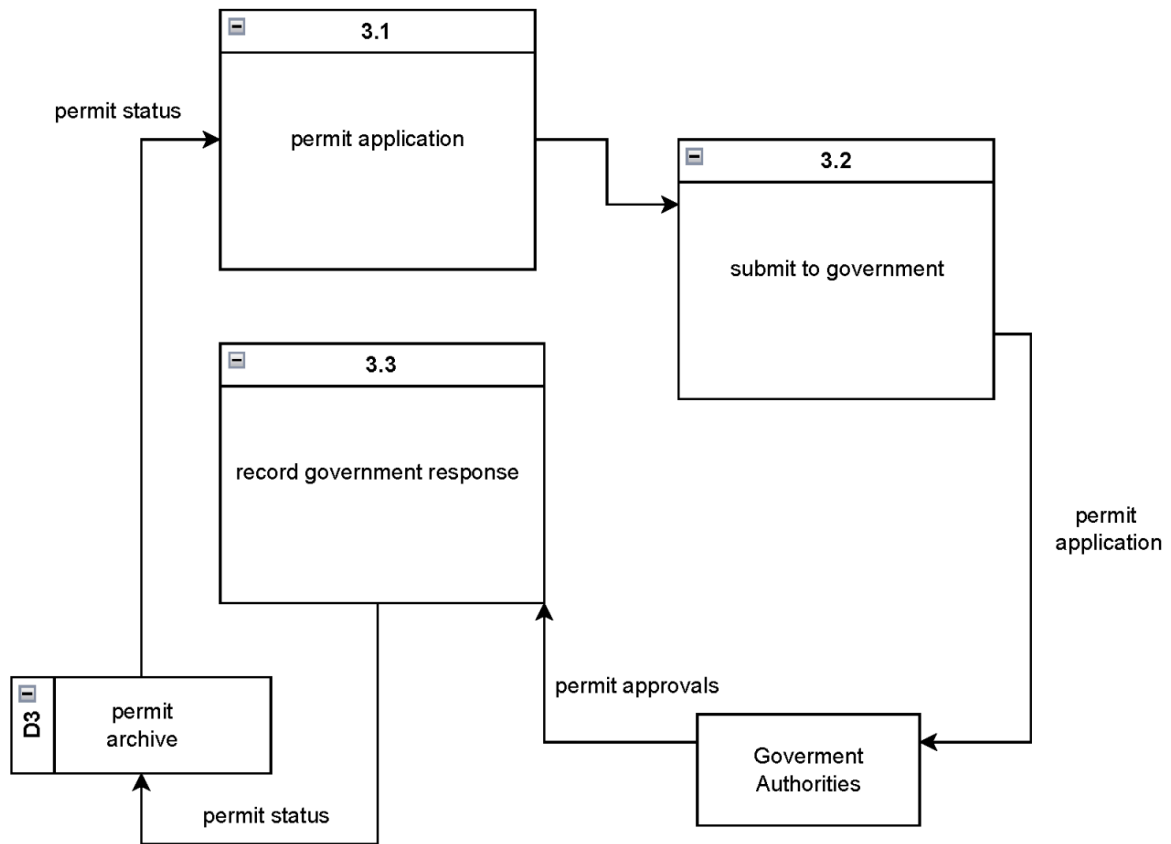 3.1
permit status
permit application
3.2
submit to government
3.3
record government response
permit
application
permit approvals
D3
permit
archive
Goverment
Authorities
permit status